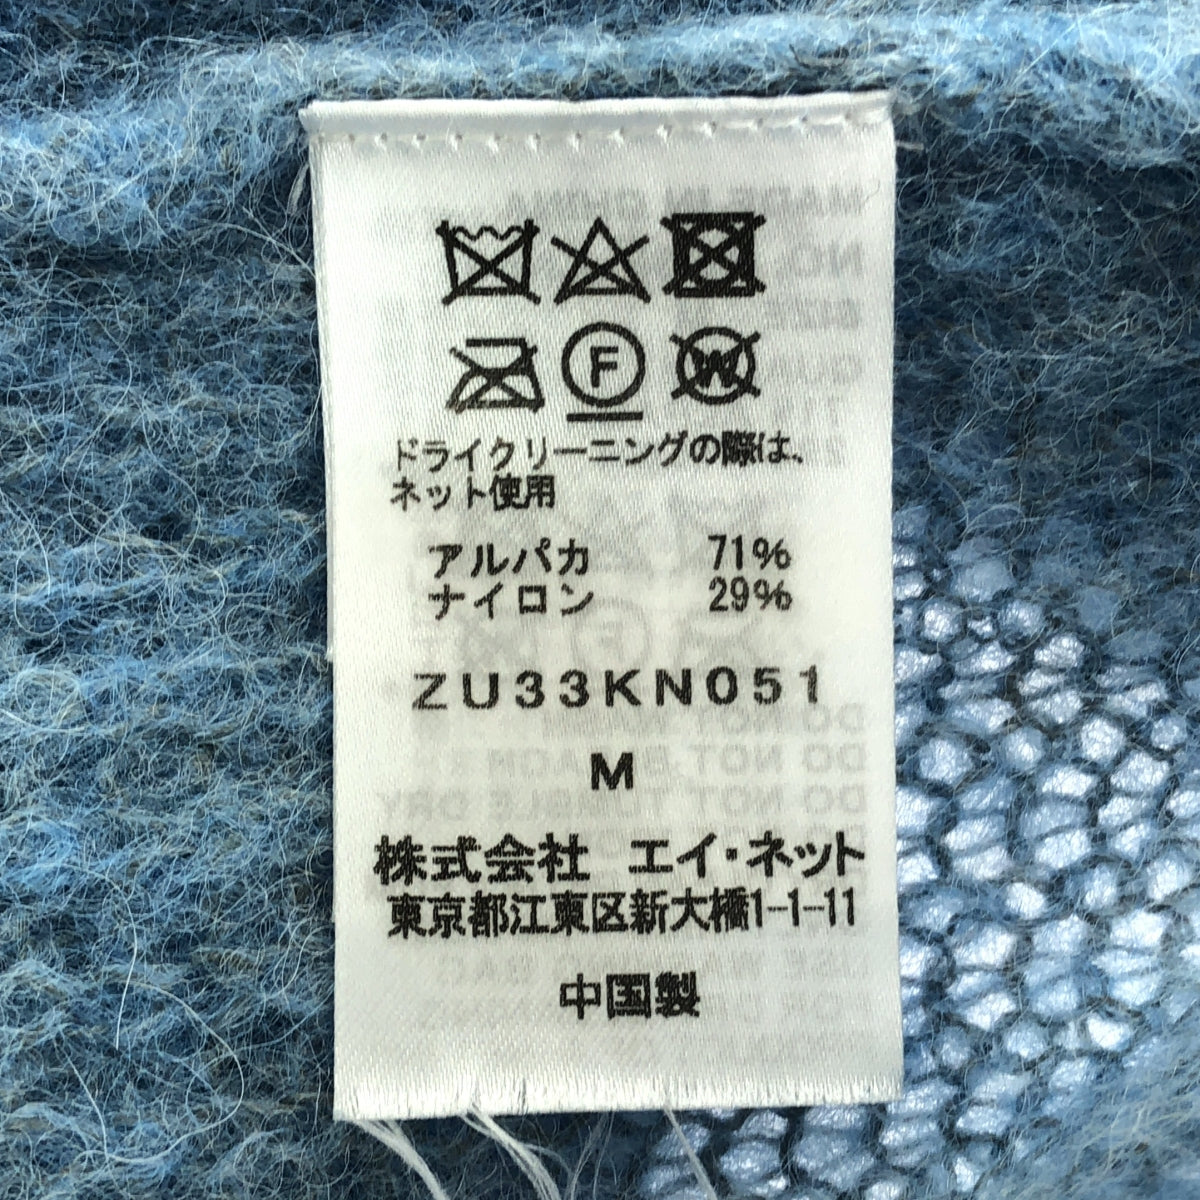 F W
ドライクリーニングの際は、
ネット使用
アルパカ 71%
ナイロン 29%
ZU33KN051
M
株式会社 エイ・ネット
東京都江東区新大橋1-1-11
中国製